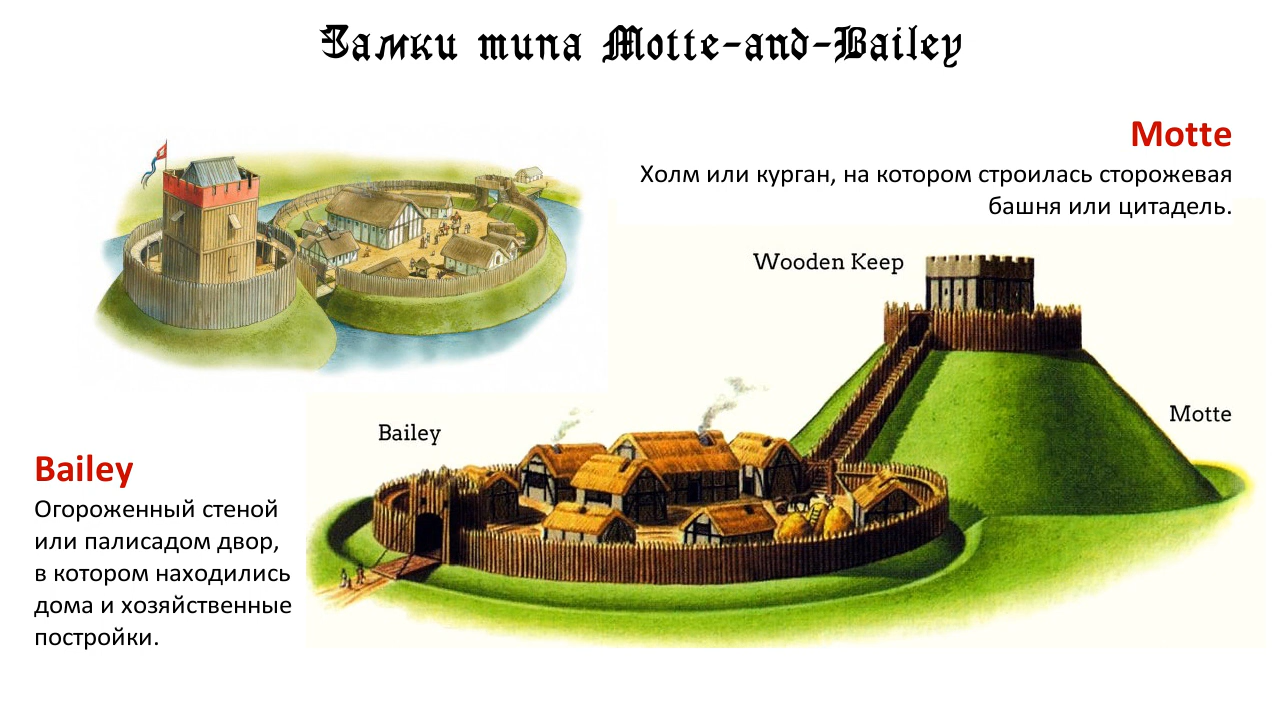 Замки типа Motte-and-Bailey
Motte
Холм или курган, на котором строилась сторожевая
башня или цитадель.
Wooden Keep
Motte
Bailey
Bailey
Огороженный стеной
или палисадом двор,
в котором находились
дома и хозяйственные
постройки.